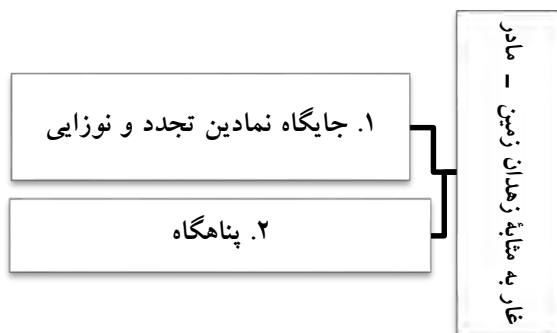 غار به مثابهٔ زهدان زمین - مادر
۱. جایگاه نمادین تجدد و نوزایی
۲. پناهگاه